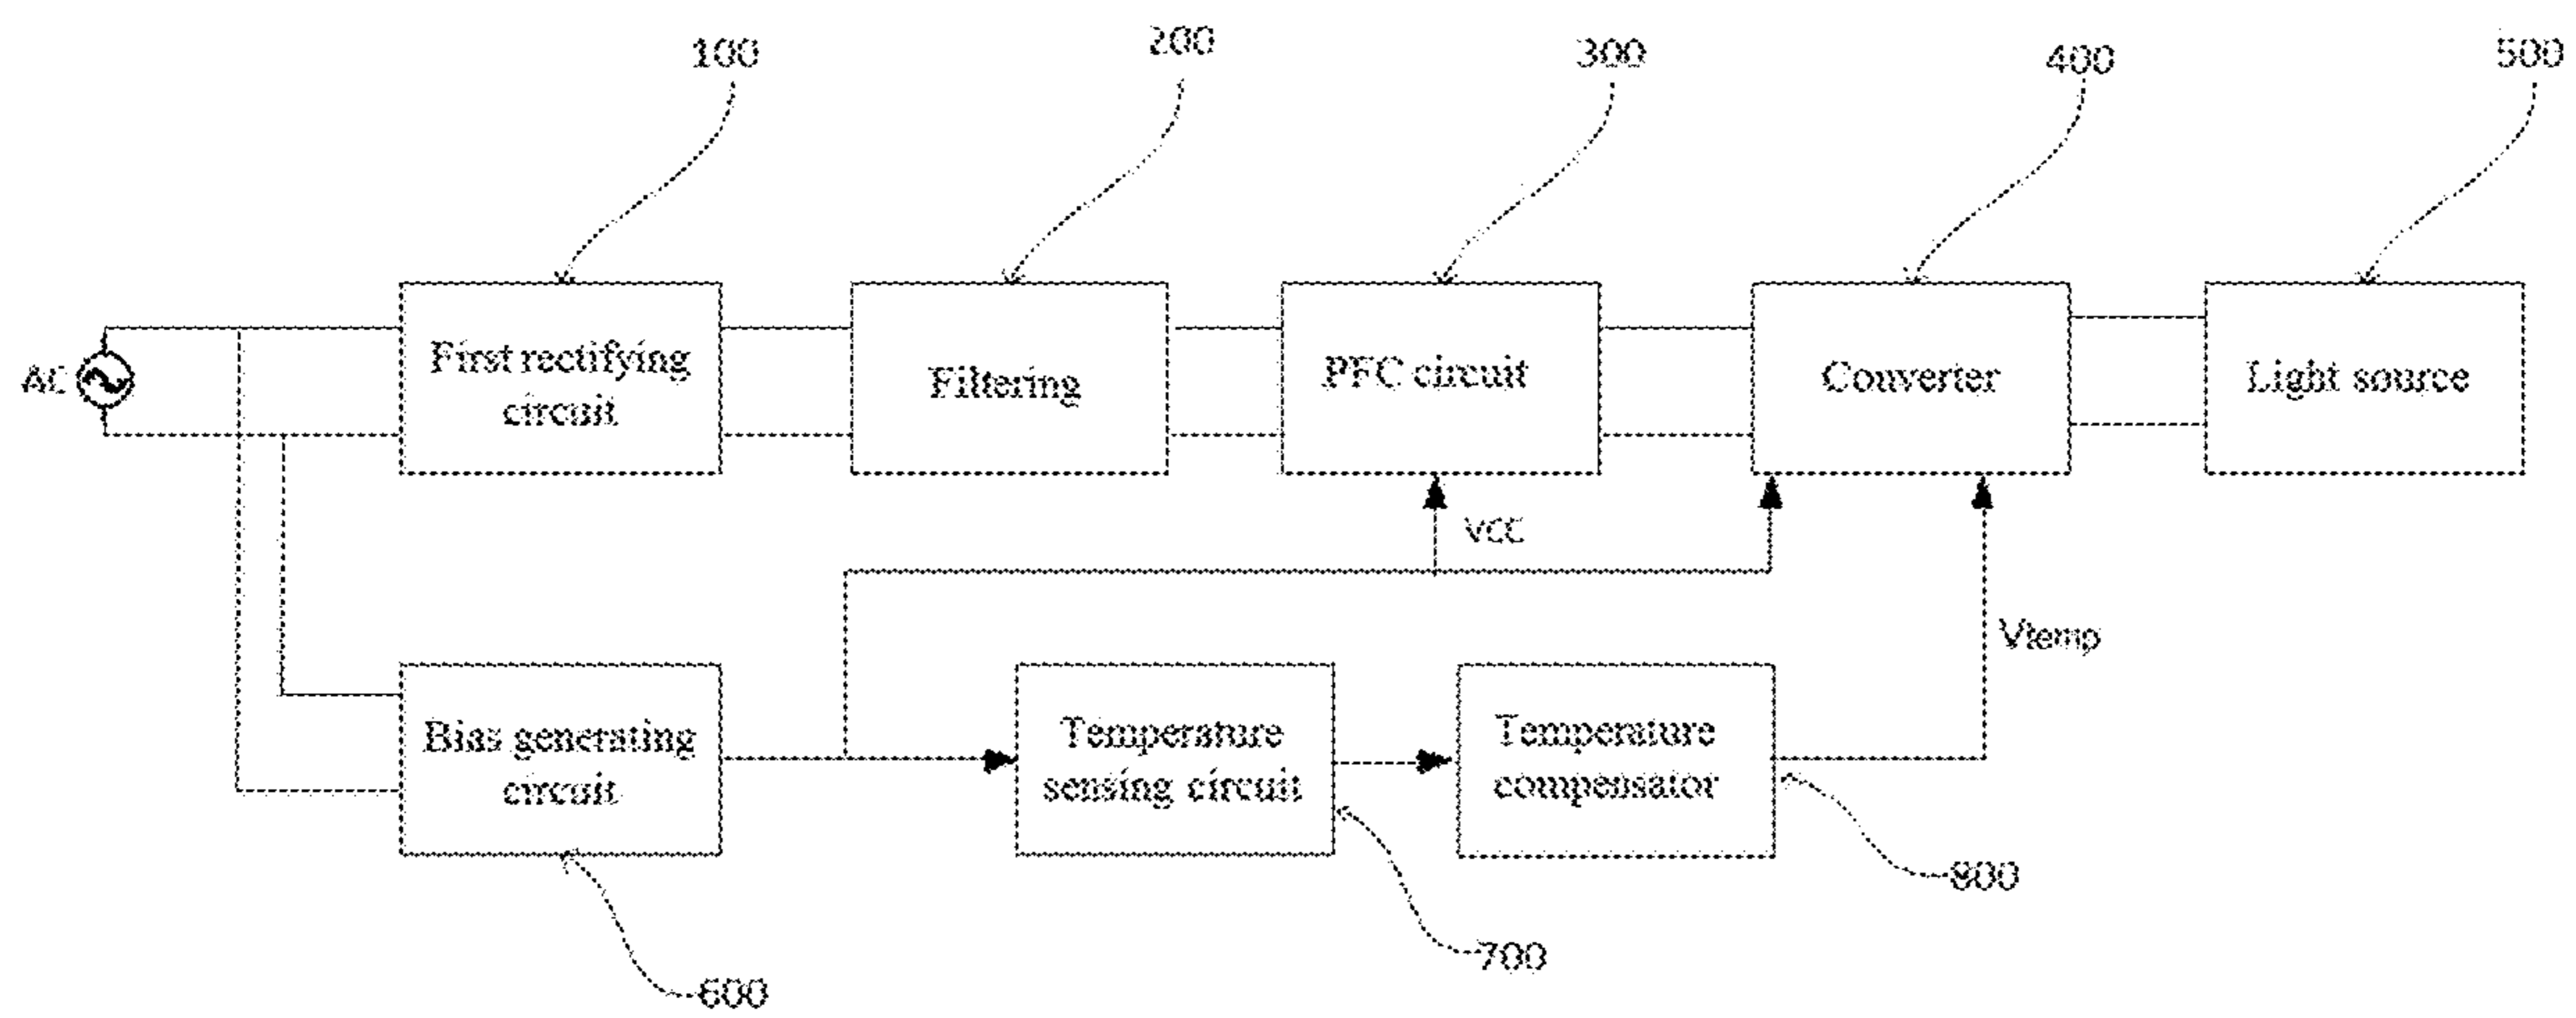 100
200
300
400
500
AC
First rectifying
circuit
Filtering
PFC circuit
Converter
Light source
VCC
Vtemp
Bias generating
circuit
Temperature
sensing circuit
Temperature
compensator
800
700
600